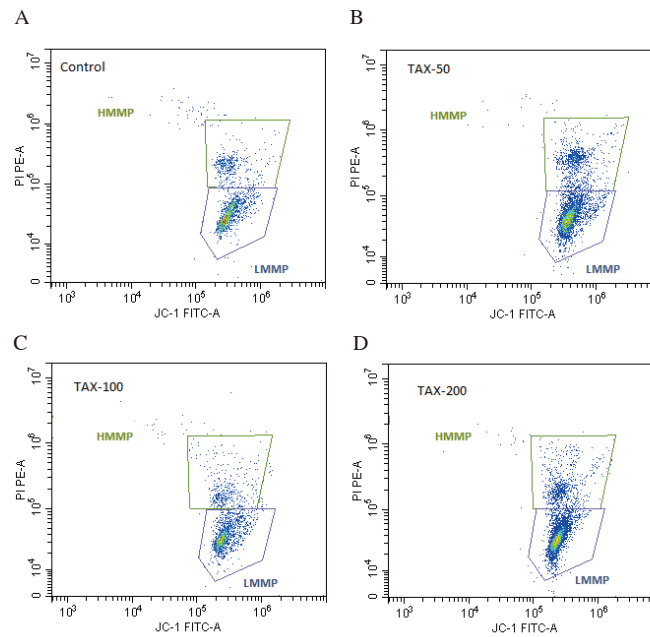 A
Control
HMMP
LMMP
PI PE-A
10^7
10^6
10^5
10^4
0
10^3 10^4 10^5 10^6
JC-1 FITC-A
B
TAX-50
HMMP
LMMP
PI PE-A
10^7
10^6
10^5
10^4
0
10^3 10^4 10^5 10^6
JC-1 FITC-A
C
TAX-100
HMMP
LMMP
PI PE-A
10^7
10^6
10^5
10^4
0
10^3 10^4 10^5 10^6
JC-1 FITC-A
D
TAX-200
HMMP
LMMP
PI PE-A
10^7
10^6
10^5
10^4
0
10^3 10^4 10^5 10^6
JC-1 FITC-A